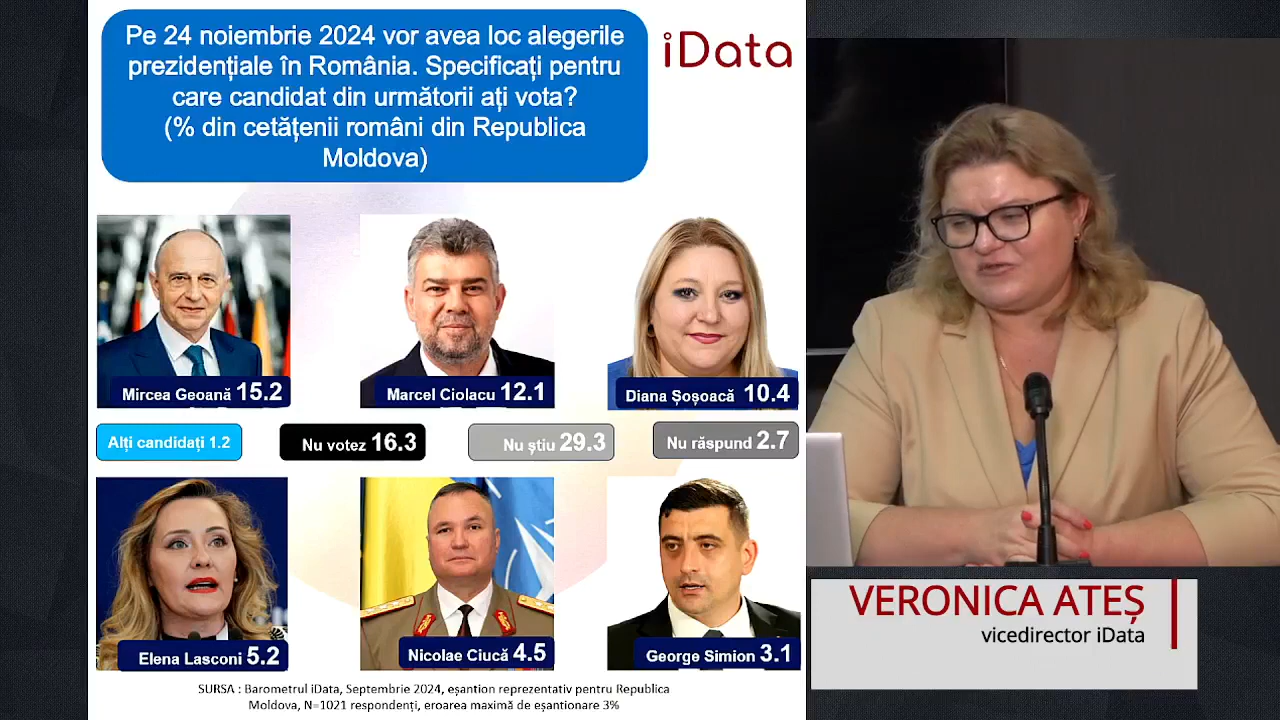 Pe 24 noiembrie 2024 vor avea loc alegerile
prezidențiale în România. Specificați pentru
care candidat din următorii ați vota?
(% din cetățenii români din Republica
Moldova)
iData
Mircea Geoană 15.2
Marcel Ciolacu 12.1
Diana Șoșoacă 10.4
Alți candidați 1.2
Nu votez 16.3
Nu știu 29.3
Nu răspund 2.7
Elena Lasconi 5.2
Nicolae Ciucă 4.5
George Simion 3.1
SURSA : Barometrul iData, Septembrie 2024, eșantion reprezentativ pentru Republica
Moldova, N=1021 respondenți, eroarea maximă de eșantionare 3%
VERONICA ATEȘ
vicedirector iData